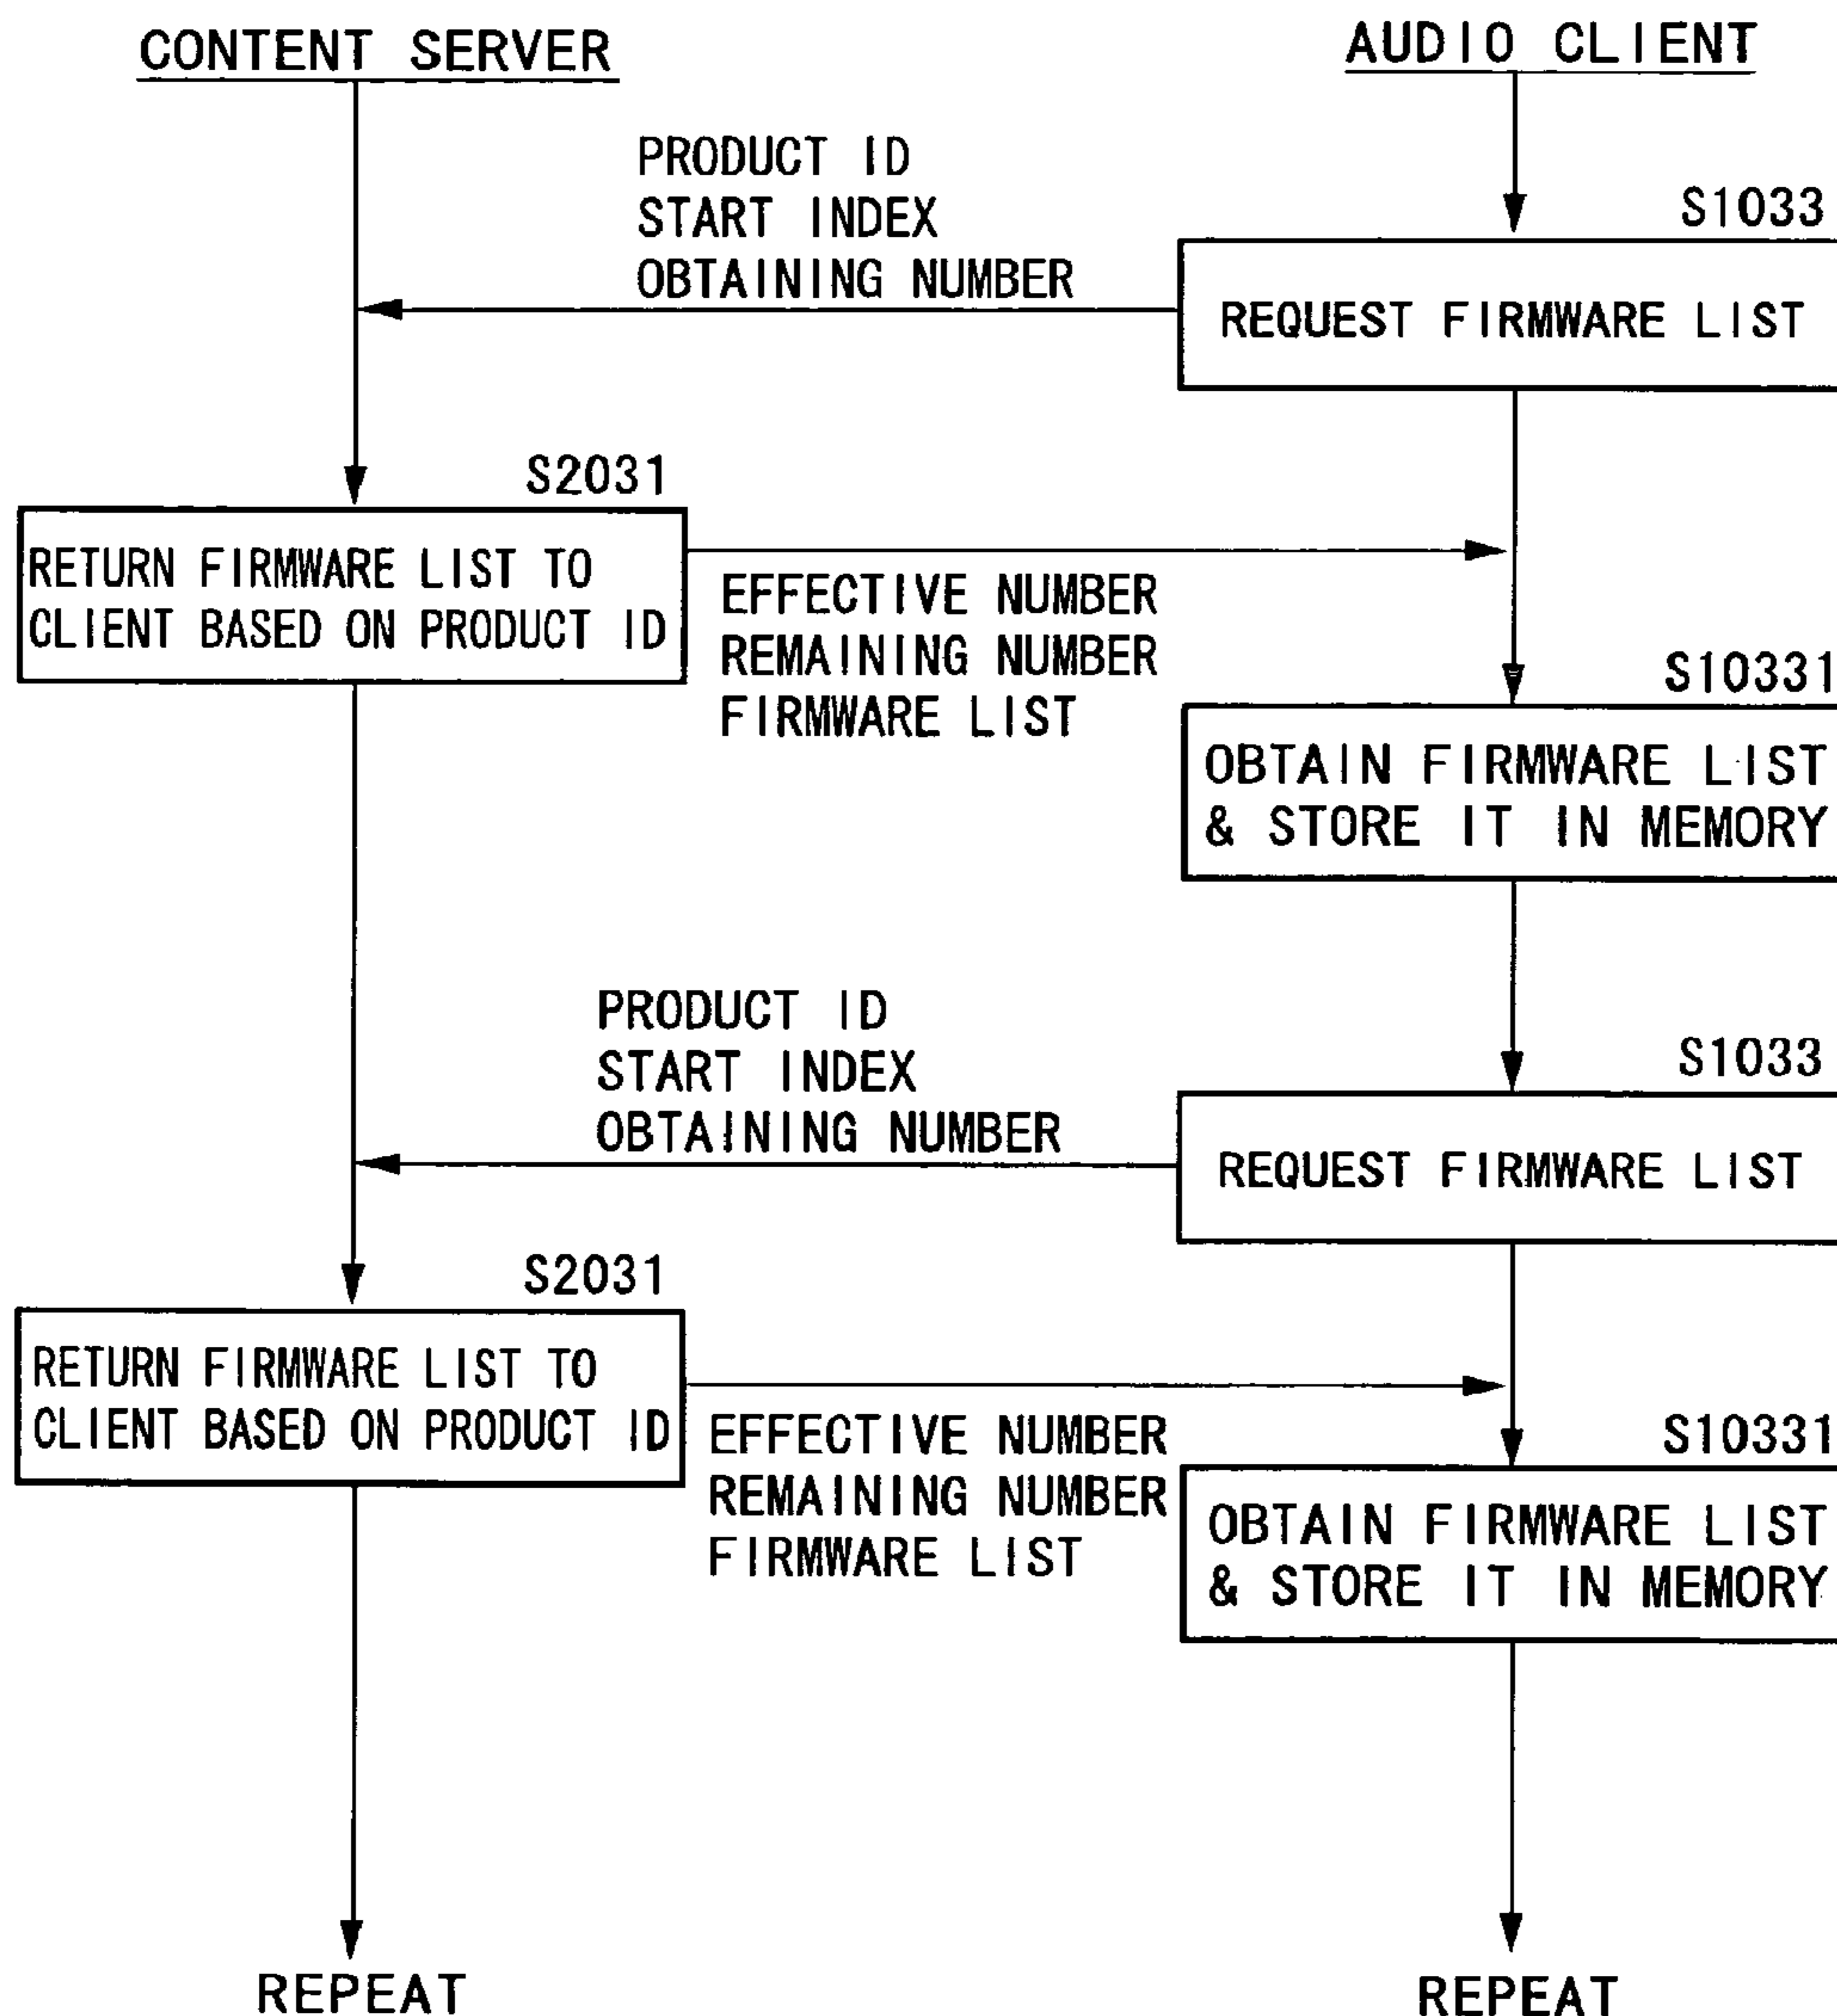 CONTENT SERVER
AUDIO CLIENT
PRODUCT ID
START INDEX
OBTAINING NUMBER
S1033
REQUEST FIRMWARE LIST
S2031
RETURN FIRMWARE LIST TO
CLIENT BASED ON PRODUCT ID
EFFECTIVE NUMBER
REMAINING NUMBER
FIRMWARE LIST
S10331
OBTAIN FIRMWARE LIST
& STORE IT IN MEMORY
PRODUCT ID
START INDEX
OBTAINING NUMBER
S1033
REQUEST FIRMWARE LIST
S2031
RETURN FIRMWARE LIST TO
CLIENT BASED ON PRODUCT ID
EFFECTIVE NUMBER
REMAINING NUMBER
FIRMWARE LIST
S10331
OBTAIN FIRMWARE LIST
& STORE IT IN MEMORY
REPEAT
REPEAT